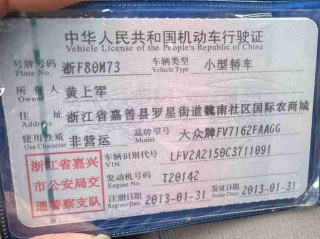 中华人民共和国机动车行驶证
Vehicle License of the People's Republic of China
号牌号码 浙F80M73 车辆类型 小型轿车
Plate No. Vehicle Type
所有人 黄上军
Owner
住址 浙江省嘉善县罗星街道魏南社区国际农商城
使用性质 非营运 品牌型号 大众牌FV7162FAAGG
浙江省嘉兴
市公安局交
通警察支队
车辆识别代号 LFV2A2150C3711091
VIN
发动机号码 T20142
注册日期 2013-01-31 发证日期 2013-01-31
Register Date Issue Date